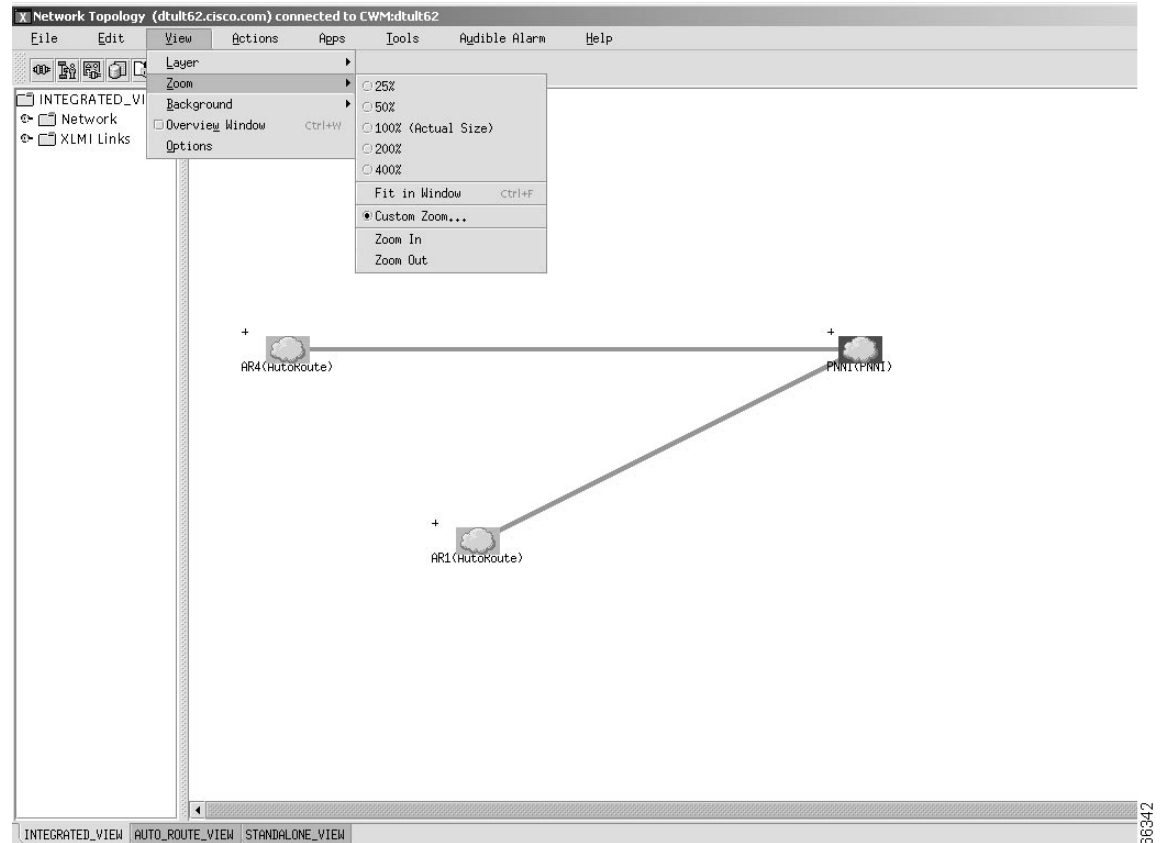 X Network Topology (dtult62.cisco.com) connected to CWM:dtult62
File Edit View Actions Apps Tools Audible Alarm Help
Layer
Zoom
Background
Overview Window Ctrl+W
Options
25%
50%
100% (Actual Size)
200%
400%
Fit in Window Ctrl+F
Custom Zoom...
Zoom In
Zoom Out
INTEGRATED_VI
Network
XLMI Links
AR4(AutoRoute)
PNNI(PNNI)
AR1(AutoRoute)
INTEGRATED_VIEW AUTO_ROUTE_VIEW STANDALONE_VIEW
66342